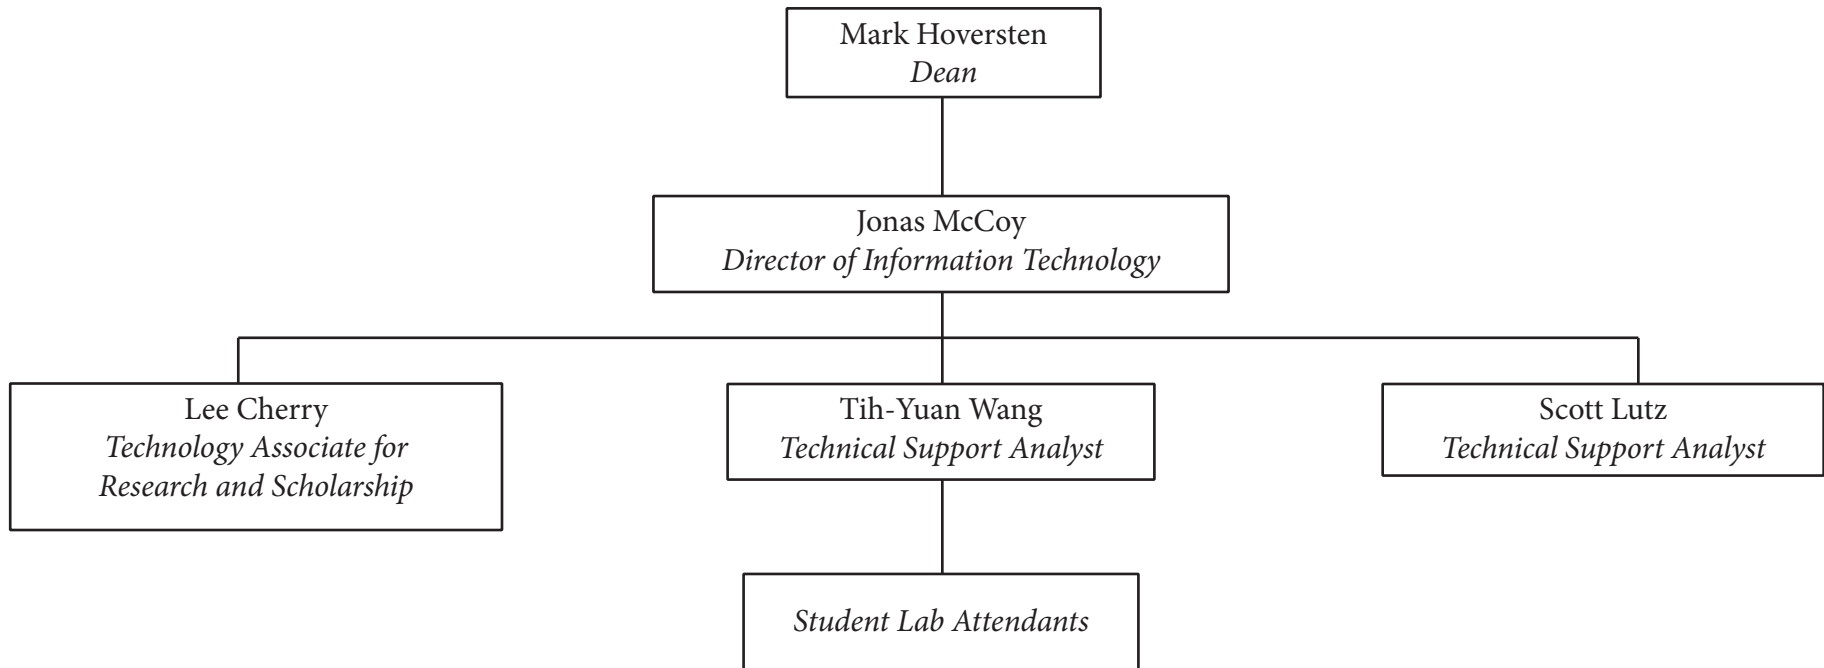 Mark Hoversten
Dean
Jonas McCoy
Director of Information Technology
Lee Cherry
Technology Associate for
Research and Scholarship
Tih-Yuan Wang
Technical Support Analyst
Scott Lutz
Technical Support Analyst
Student Lab Attendants